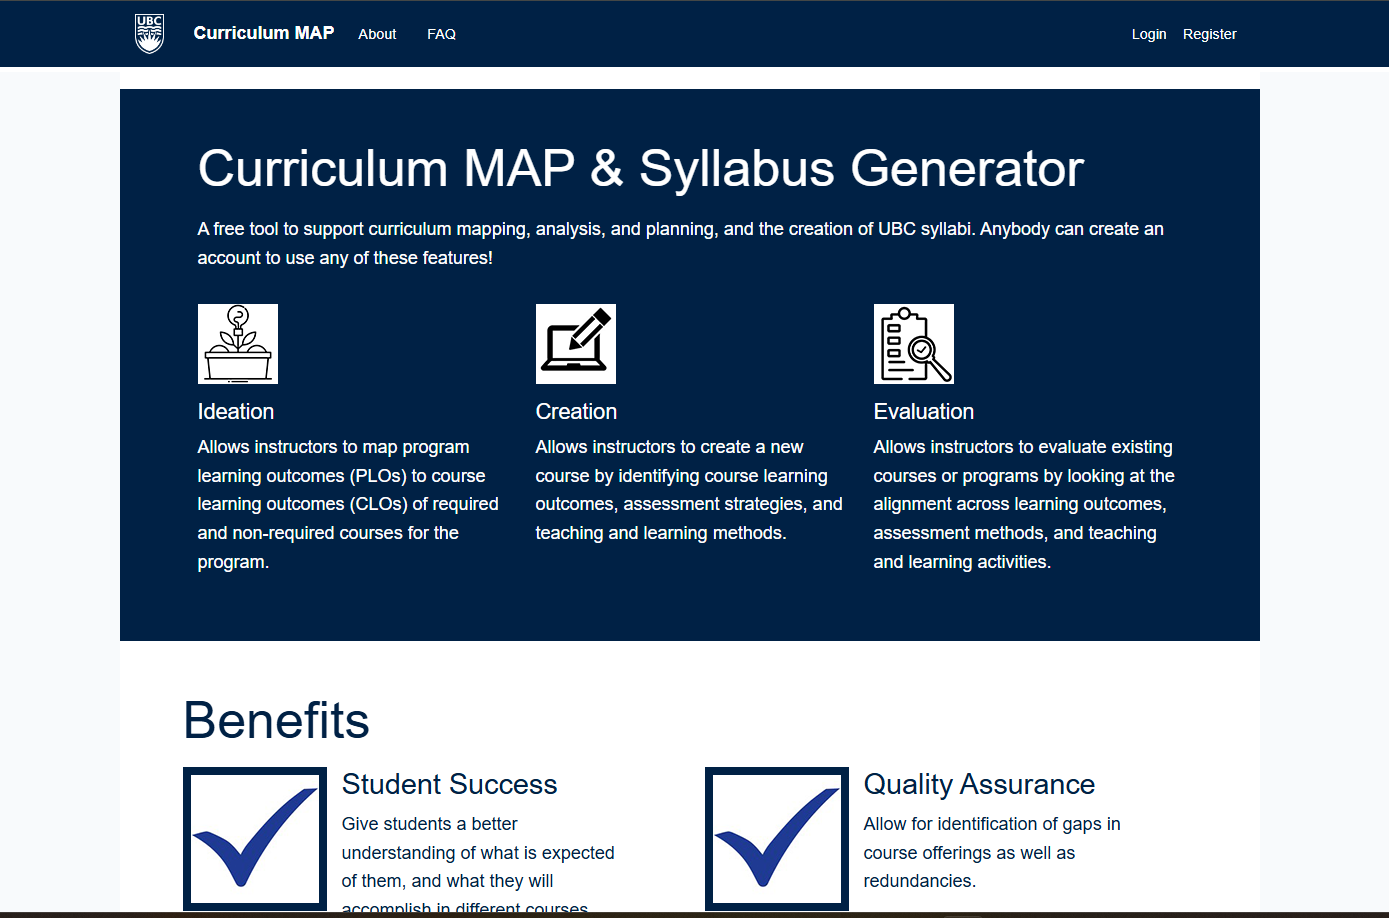 UBC
Curriculum MAP
About
FAQ
Login
Register
Curriculum MAP & Syllabus Generator
A free tool to support curriculum mapping, analysis, and planning, and the creation of UBC syllabi. Anybody can create an
account to use any of these features!
Ideation
Allows instructors to map program
learning outcomes (PLOs) to course
learning outcomes (CLOs) of required
and non-required courses for the
program.
Creation
Allows instructors to create a new
course by identifying course learning
outcomes, assessment strategies, and
teaching and learning methods.
Evaluation
Allows instructors to evaluate existing
courses or programs by looking at the
alignment across learning outcomes,
assessment methods, and teaching
and learning activities.
Benefits
Student Success
Give students a better
understanding of what is expected
of them, and what they will
accomplish in different courses
Quality Assurance
Allow for identification of gaps in
course offerings as well as
redundancies.